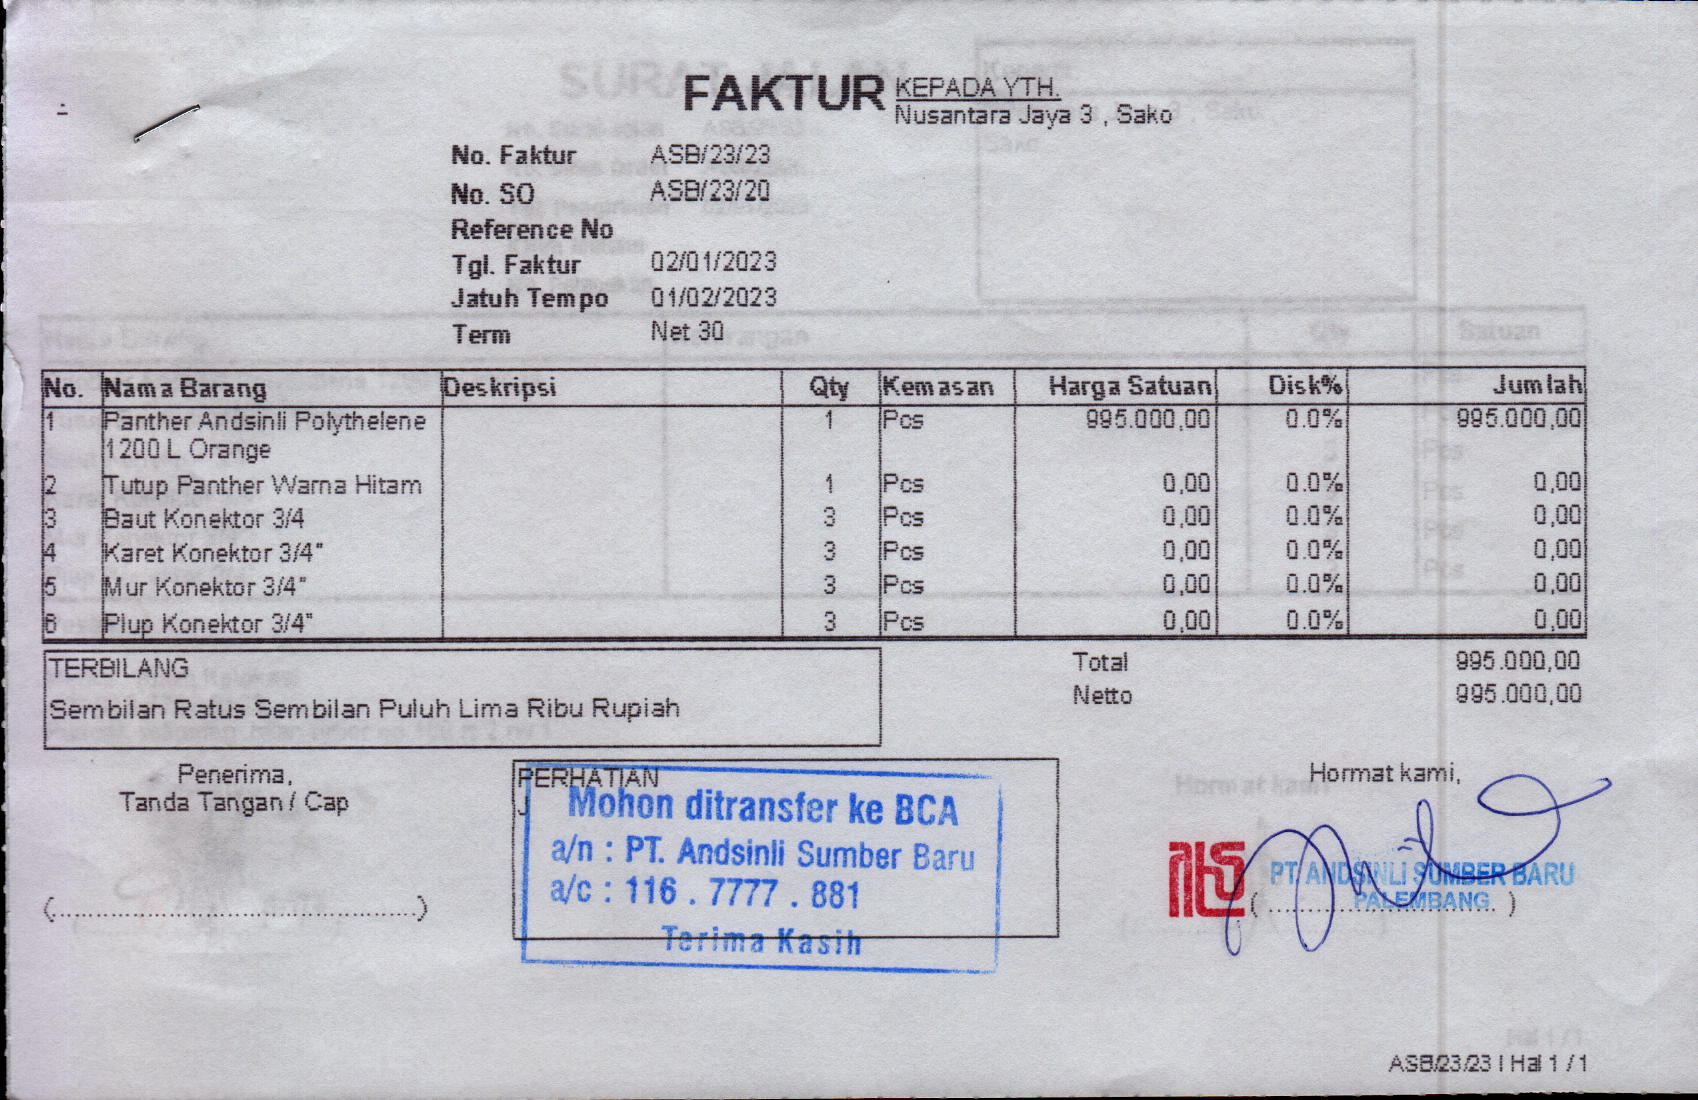 FAKTUR
KEPADA YTH.
Nusantara Jaya 3 , Sako
No. Faktur ASB/23/23
No. SO ASB/23/20
Reference No
Tgl. Faktur 02/01/2023
Jatuh Tempo 01/02/2023
Term Net 30
No. Nama Barang Deskripsi Qty Kemasan Harga Satuan Disk% Jumlah
1 Panther Andsinli Polythelene 1 Pcs 995.000,00 0.0% 995.000,00
1200 L Orange
2 Tutup Panther Warna Hitam 1 Pcs 0,00 0.0% 0,00
3 Baut Konektor 3/4 3 Pcs 0,00 0.0% 0,00
4 Karet Konektor 3/4" 3 Pcs 0,00 0.0% 0,00
5 Mur Konektor 3/4" 3 Pcs 0,00 0.0% 0,00
6 Plup Konektor 3/4" 3 Pcs 0,00 0.0% 0,00
TERBILANG
Sembilan Ratus Sembilan Puluh Lima Ribu Rupiah
Total 995.000,00
Netto 995.000,00
Penerima,
Tanda Tangan / Cap
(....................................................)
PERHATIAN
J
Mohon ditransfer ke BCA
a/n : PT. Andsinli Sumber Baru
a/c : 116 . 7777 . 881
Terima Kasih
Hormat kami,
PT. ANDSINLI SUMBER BARU
PALEMBANG
(.................................)
ASB/23/23 | Hal 1 / 1